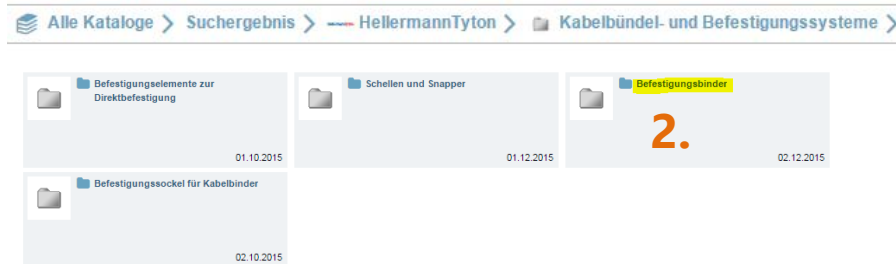 Alle Kataloge > Suchergebnis > HellermannTyton > Kabelbündel- und Befestigungssysteme >
Befestigungselemente zur
Direktbefestigung
01.10.2015
Schellen und Snapper
01.12.2015
Befestigungsbinder
2.
02.12.2015
Befestigungssockel für Kabelbinder
02.10.2015